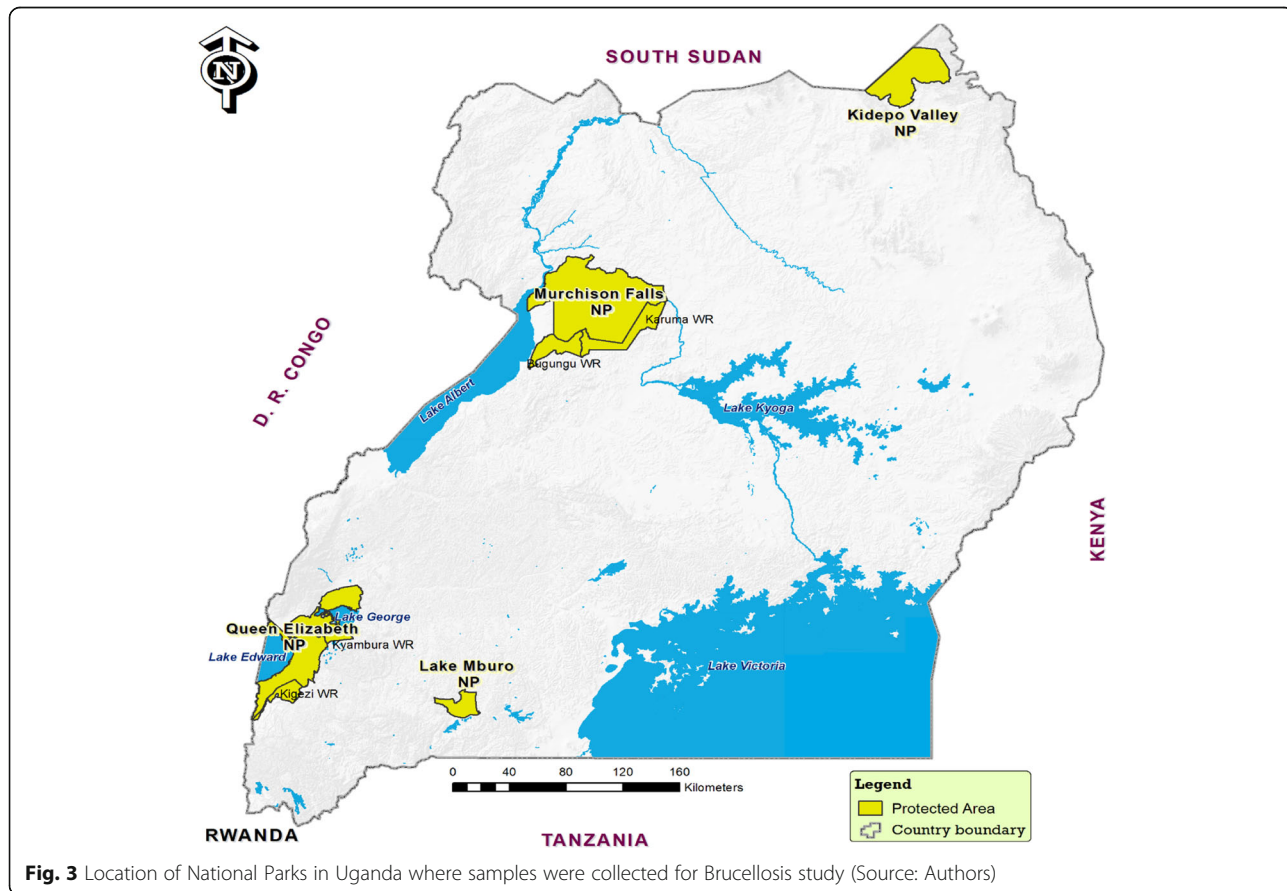 N
SOUTH SUDAN
Kidepo Valley
NP
Murchison Falls
NP
Karuma WR
Bugungu WR
D. R. CONGO
Lake Albert
Lake Kyoga
KENYA
Lake George
Queen Elizabeth
NP
Kyambura WR
Lake Edward
Lake Mburo
NP
Lake Victoria
Kigezi WR
0 20 40 80 120 160
Kilometers
Legend
Protected Area
Country boundary
RWANDA
TANZANIA
Fig. 3 Location of National Parks in Uganda where samples were collected for Brucellosis study (Source: Authors)